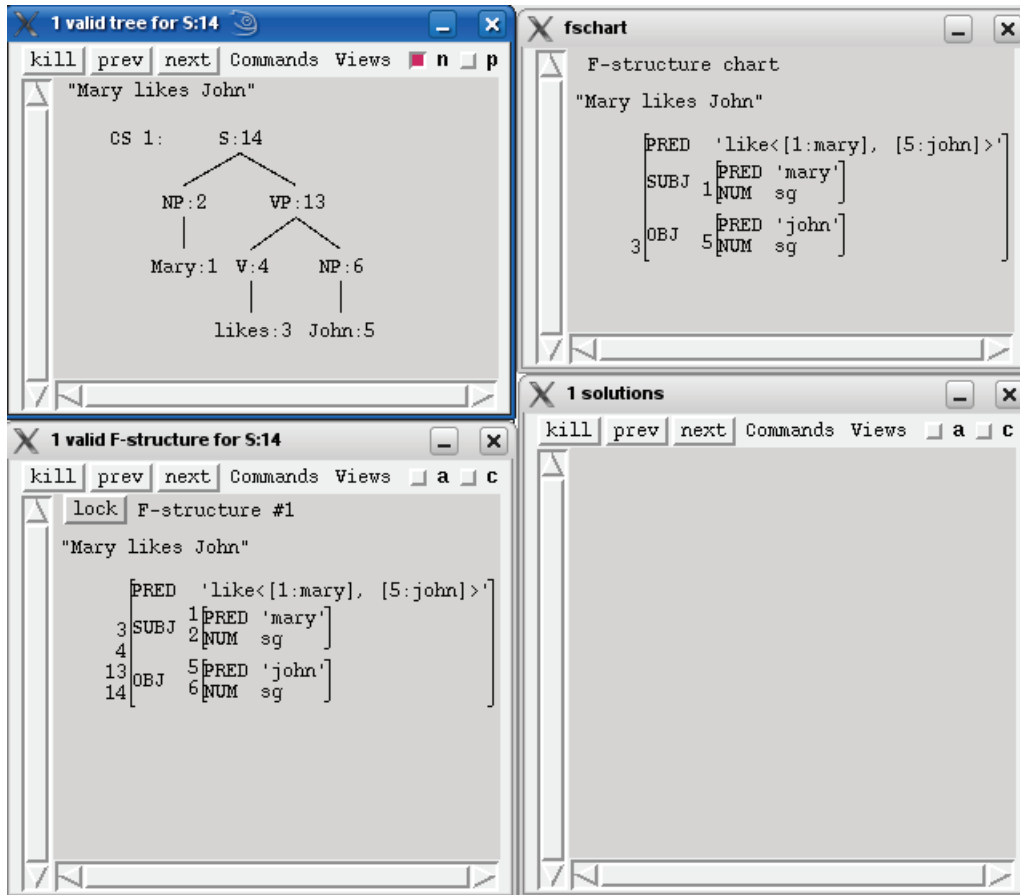 1 valid tree for S:14
kill prev next Commands Views n p
"Mary likes John"
CS 1: S:14
NP:2 VP:13
Mary:1 V:4 NP:6
likes:3 John:5
fschart
F-structure chart
"Mary likes John"
PRED 'like<[1:mary], [5:john]>'
SUBJ 1 PRED 'mary'
NUM sg
3 OBJ 5 PRED 'john'
NUM sg
1 valid F-structure for S:14
kill prev next Commands Views a c
lock F-structure #1
"Mary likes John"
PRED 'like<[1:mary], [5:john]>'
3 SUBJ 1 PRED 'mary'
4 2 NUM sg
13 OBJ 5 PRED 'john'
14 6 NUM sg
1 solutions
kill prev next Commands Views a c